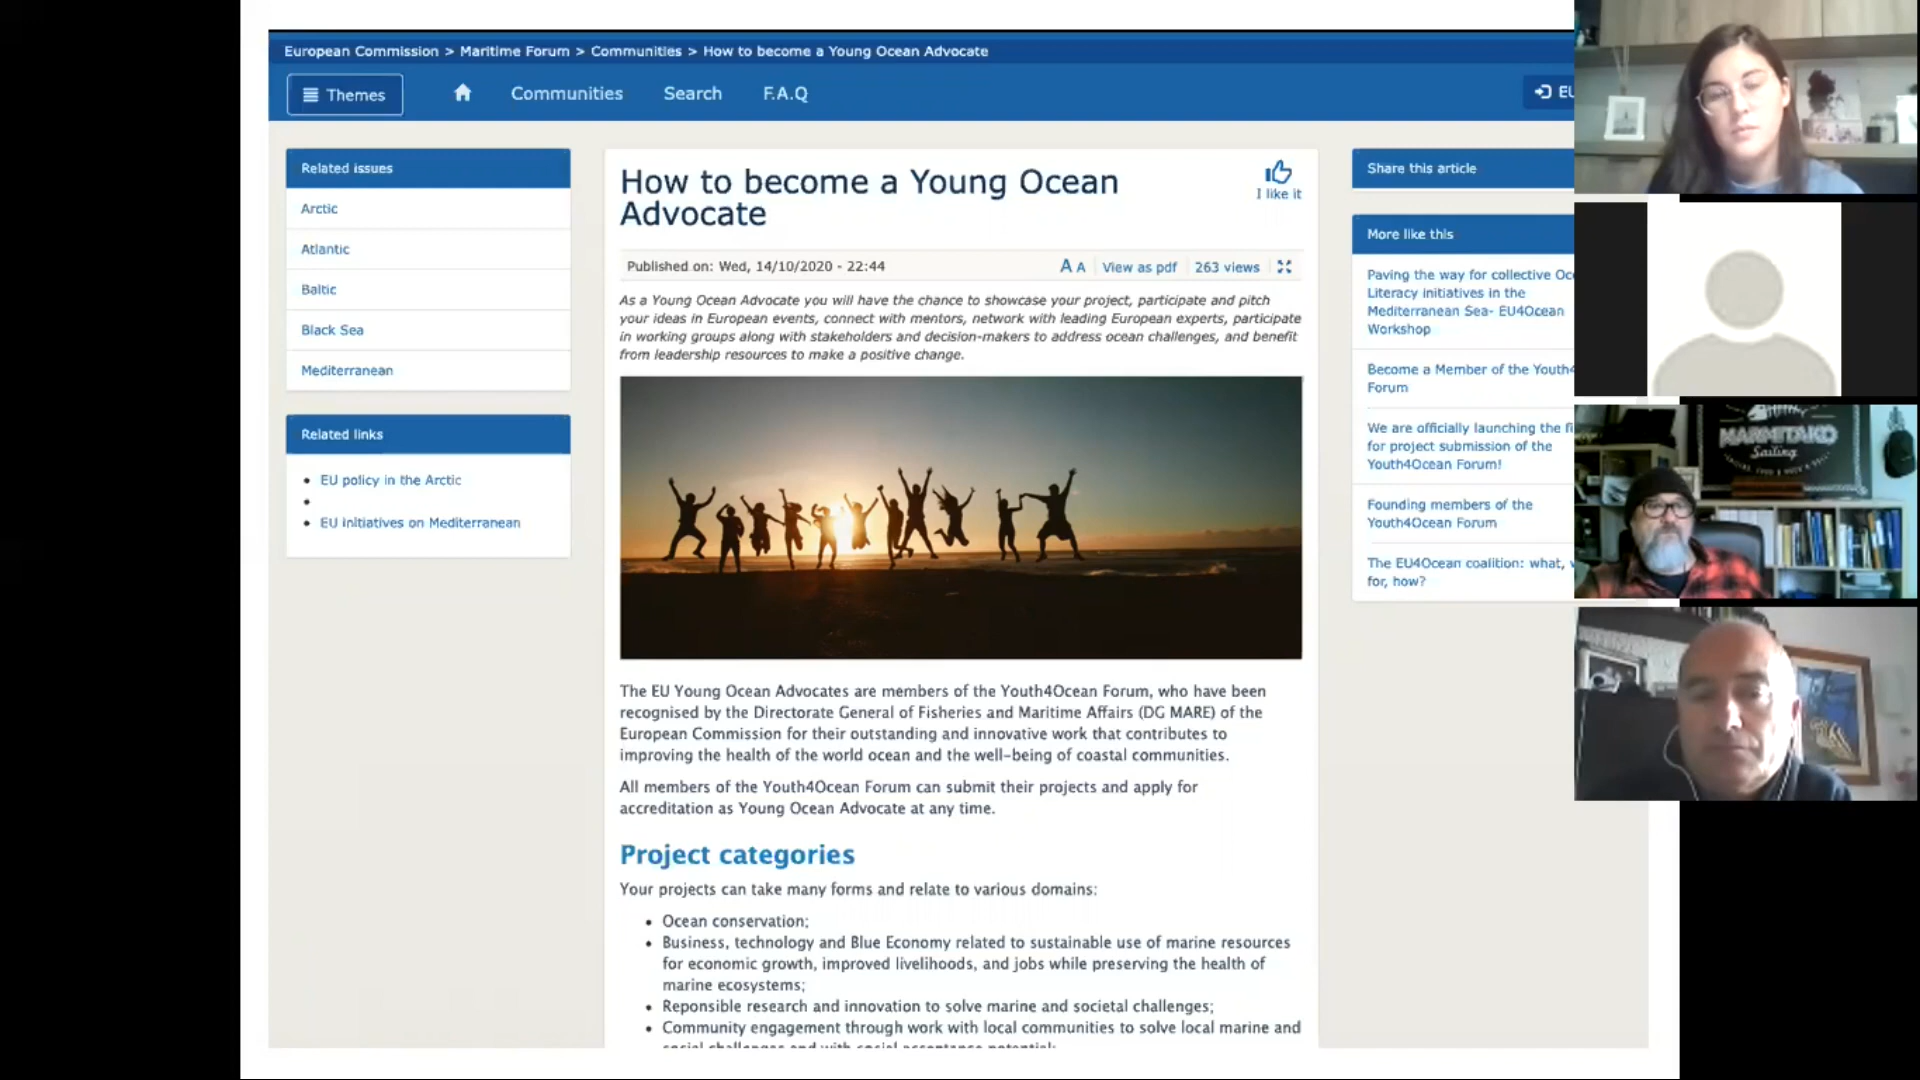 European Commission > Maritime Forum > Communities > How to become a Young Ocean Advocate
Themes
Communities
Search
F.A.Q
Related issues
Arctic
Atlantic
Baltic
Black Sea
Mediterranean
Related links
EU policy in the Arctic
EU initiatives on Mediterranean
How to become a Young Ocean
Advocate
I like it
Published on: Wed, 14/10/2020 - 22:44
A A
View as pdf
263 views
As a Young Ocean Advocate you will have the chance to showcase your project, participate and pitch
your ideas in European events, connect with mentors, network with leading European experts, participate
in working groups along with stakeholders and decision-makers to address ocean challenges, and benefit
from leadership resources to make a positive change.
The EU Young Ocean Advocates are members of the Youth4Ocean Forum, who have been
recognised by the Directorate General of Fisheries and Maritime Affairs (DG MARE) of the
European Commission for their outstanding and innovative work that contributes to
improving the health of the world ocean and the well-being of coastal communities.
All members of the Youth4Ocean Forum can submit their projects and apply for
accreditation as Young Ocean Advocate at any time.
Project categories
Your projects can take many forms and relate to various domains:
Ocean conservation;
Business, technology and Blue Economy related to sustainable use of marine resources
for economic growth, improved livelihoods, and jobs while preserving the health of
marine ecosystems;
Reponsible research and innovation to solve marine and societal challenges;
Community engagement through work with local communities to solve local marine and
Share this article
More like this
Paving the way for collective
Literacy initiatives in the
Mediterranean Sea- EU4Ocean
Workshop
Become a Member of the
Forum
We are officially launching the
for project submission of the
Youth4Ocean Forum!
Founding members of the
Youth4Ocean Forum
The EU4Ocean coalition: what,
for, how?
MARMITAKO
Sailing